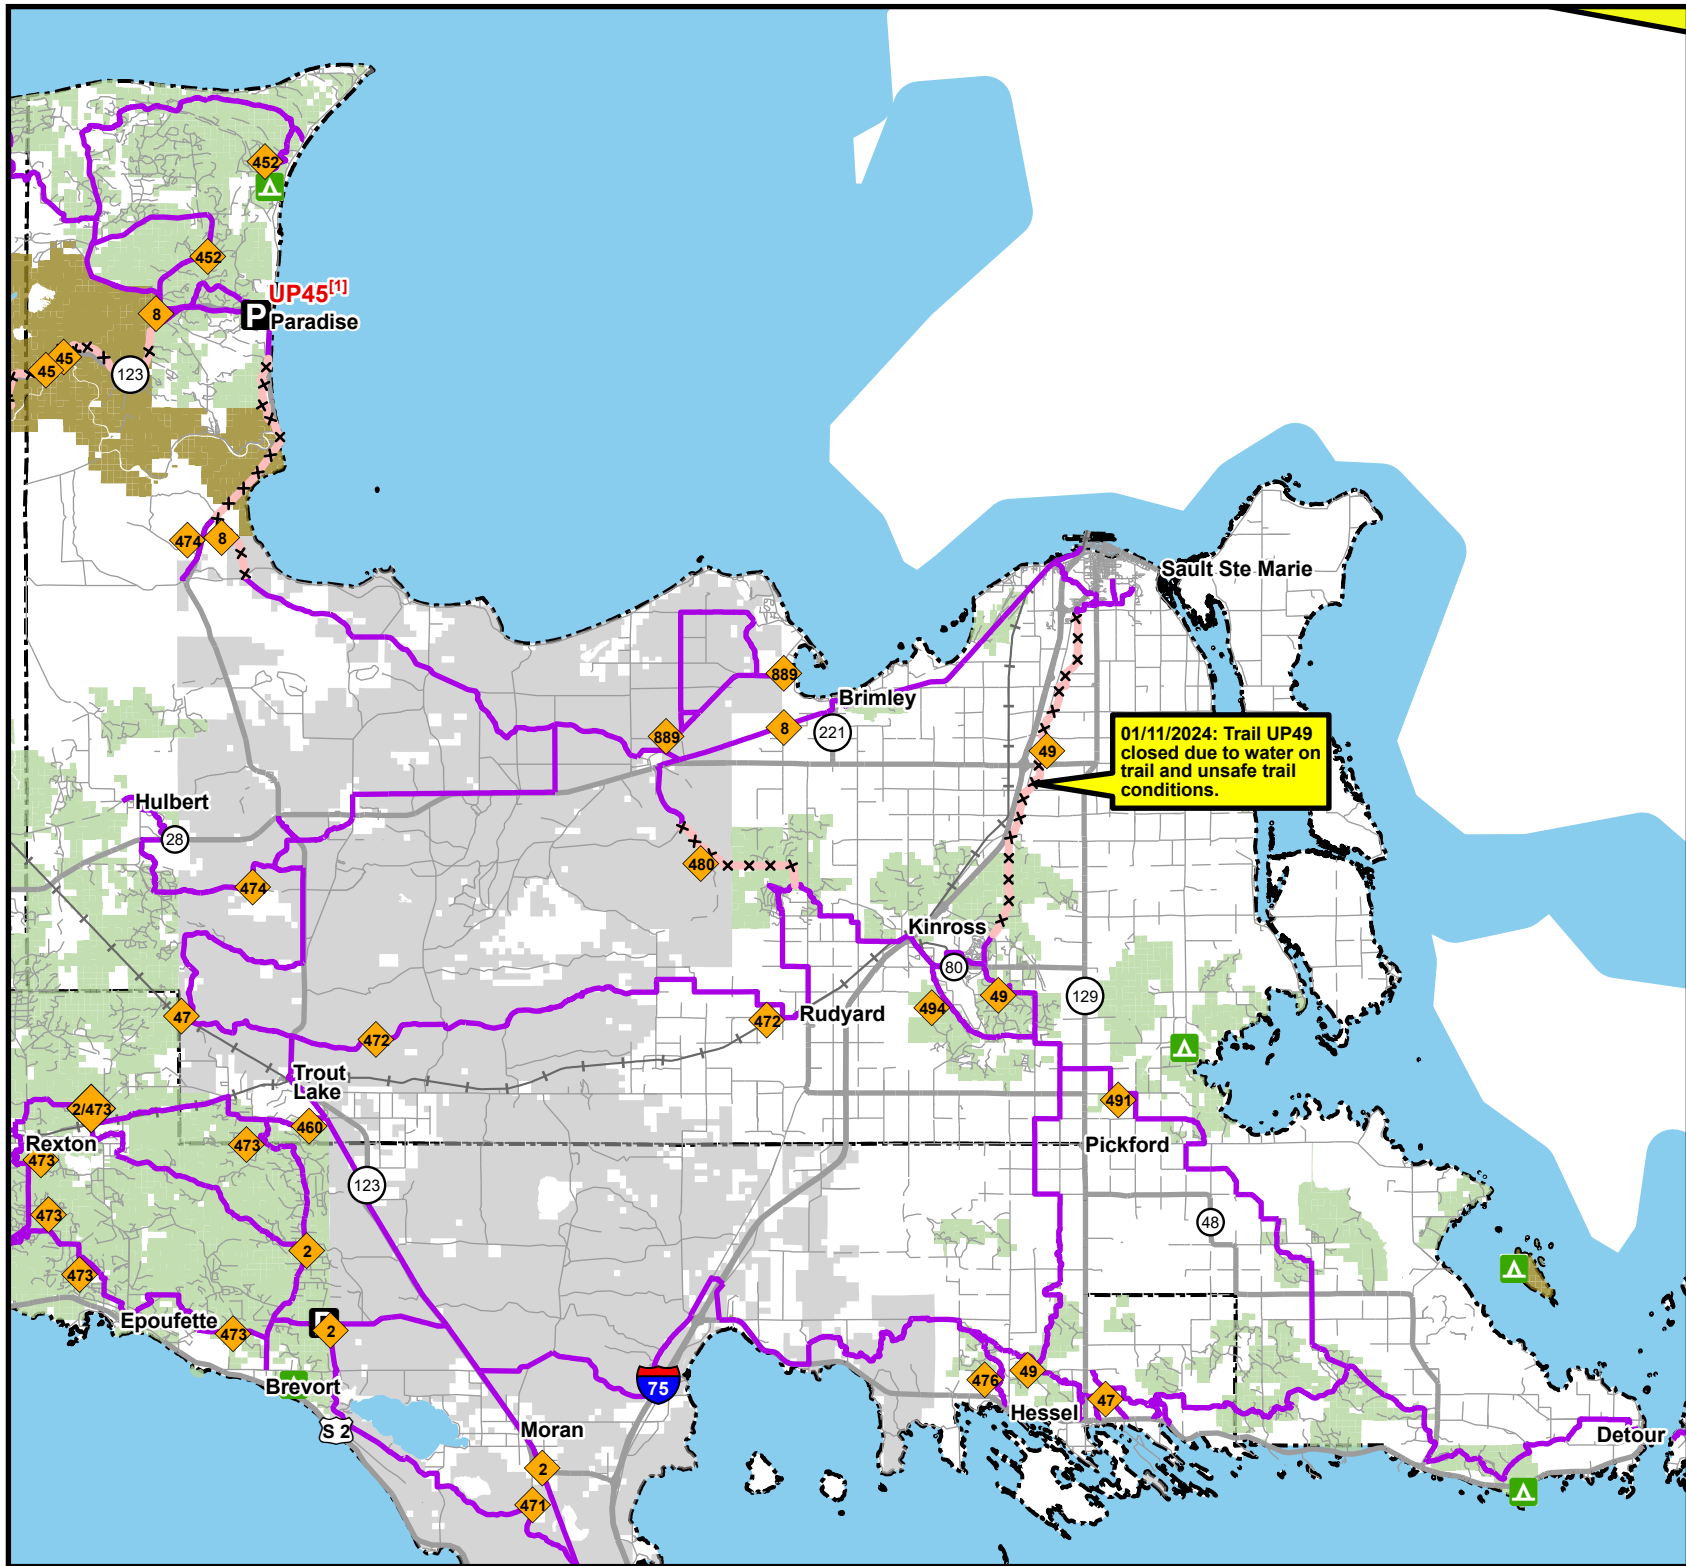 452
452
UP45[1]
P
Paradise
8
45
45
123
474
8
Sault Ste Marie
889
Brimley
8
889
221
49
01/11/2024: Trail UP49
closed due to water on
trail and unsafe trail
conditions.
Hulbert
28
480
474
Kinross
80
49
494
129
47
472
472
Rudyard
Trout
Lake
2/473
460
491
Rexton
473
473
Pickford
123
473
48
2
473
Epoufette
473
2
49
476
75
47
Brevort
Hessel
S 2
Moran
Detour
2
471